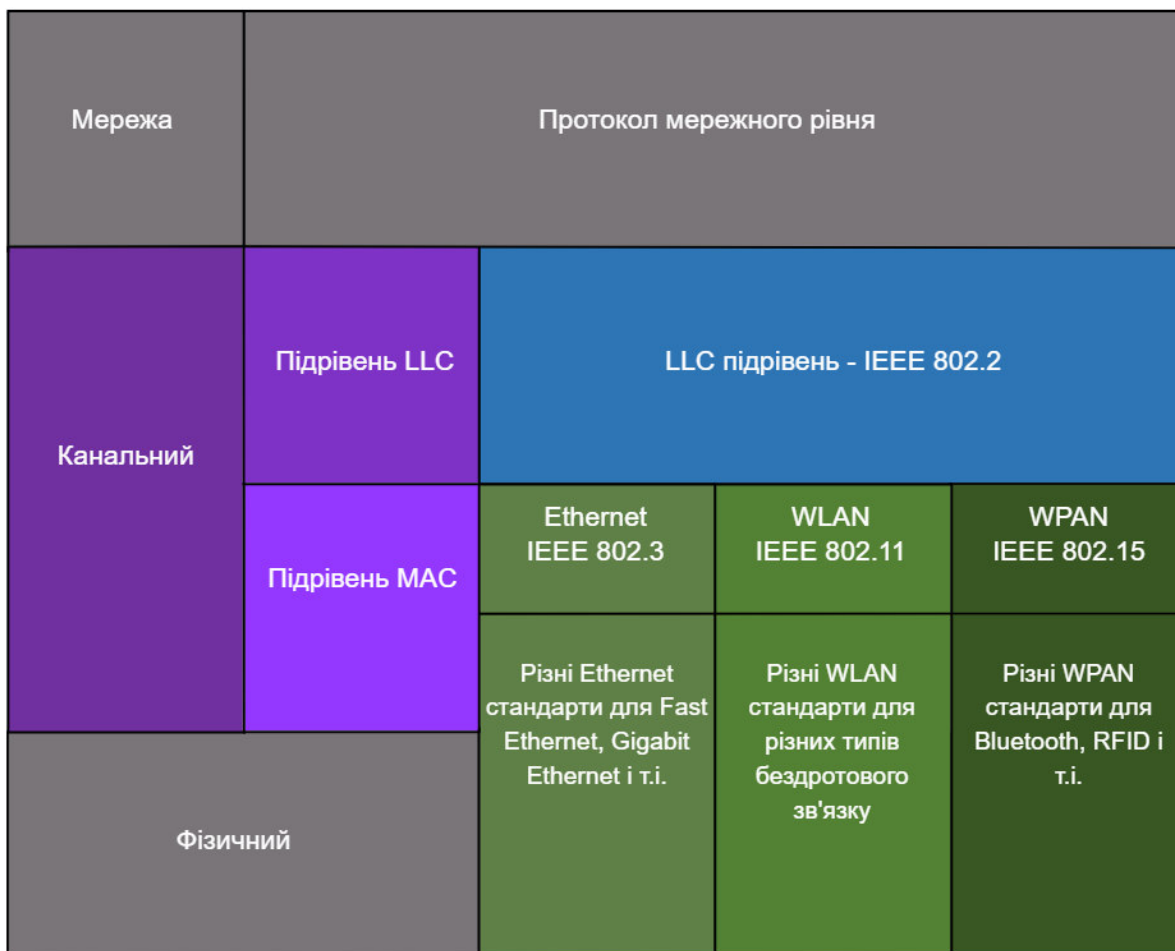 Мережа
Протокол мережного рівня
Канальний
Підрівень LLC
LLC підрівень - IEEE 802.2
Підрівень MAC
Ethernet
IEEE 802.3
WLAN
IEEE 802.11
WPAN
IEEE 802.15
Різні Ethernet
стандарти для Fast
Ethernet, Gigabit
Ethernet і т.і.
Різні WLAN
стандарти для
різних типів
бездротового
зв'язку
Різні WPAN
стандарти для
Bluetooth, RFID і
т.і.
Фізичний